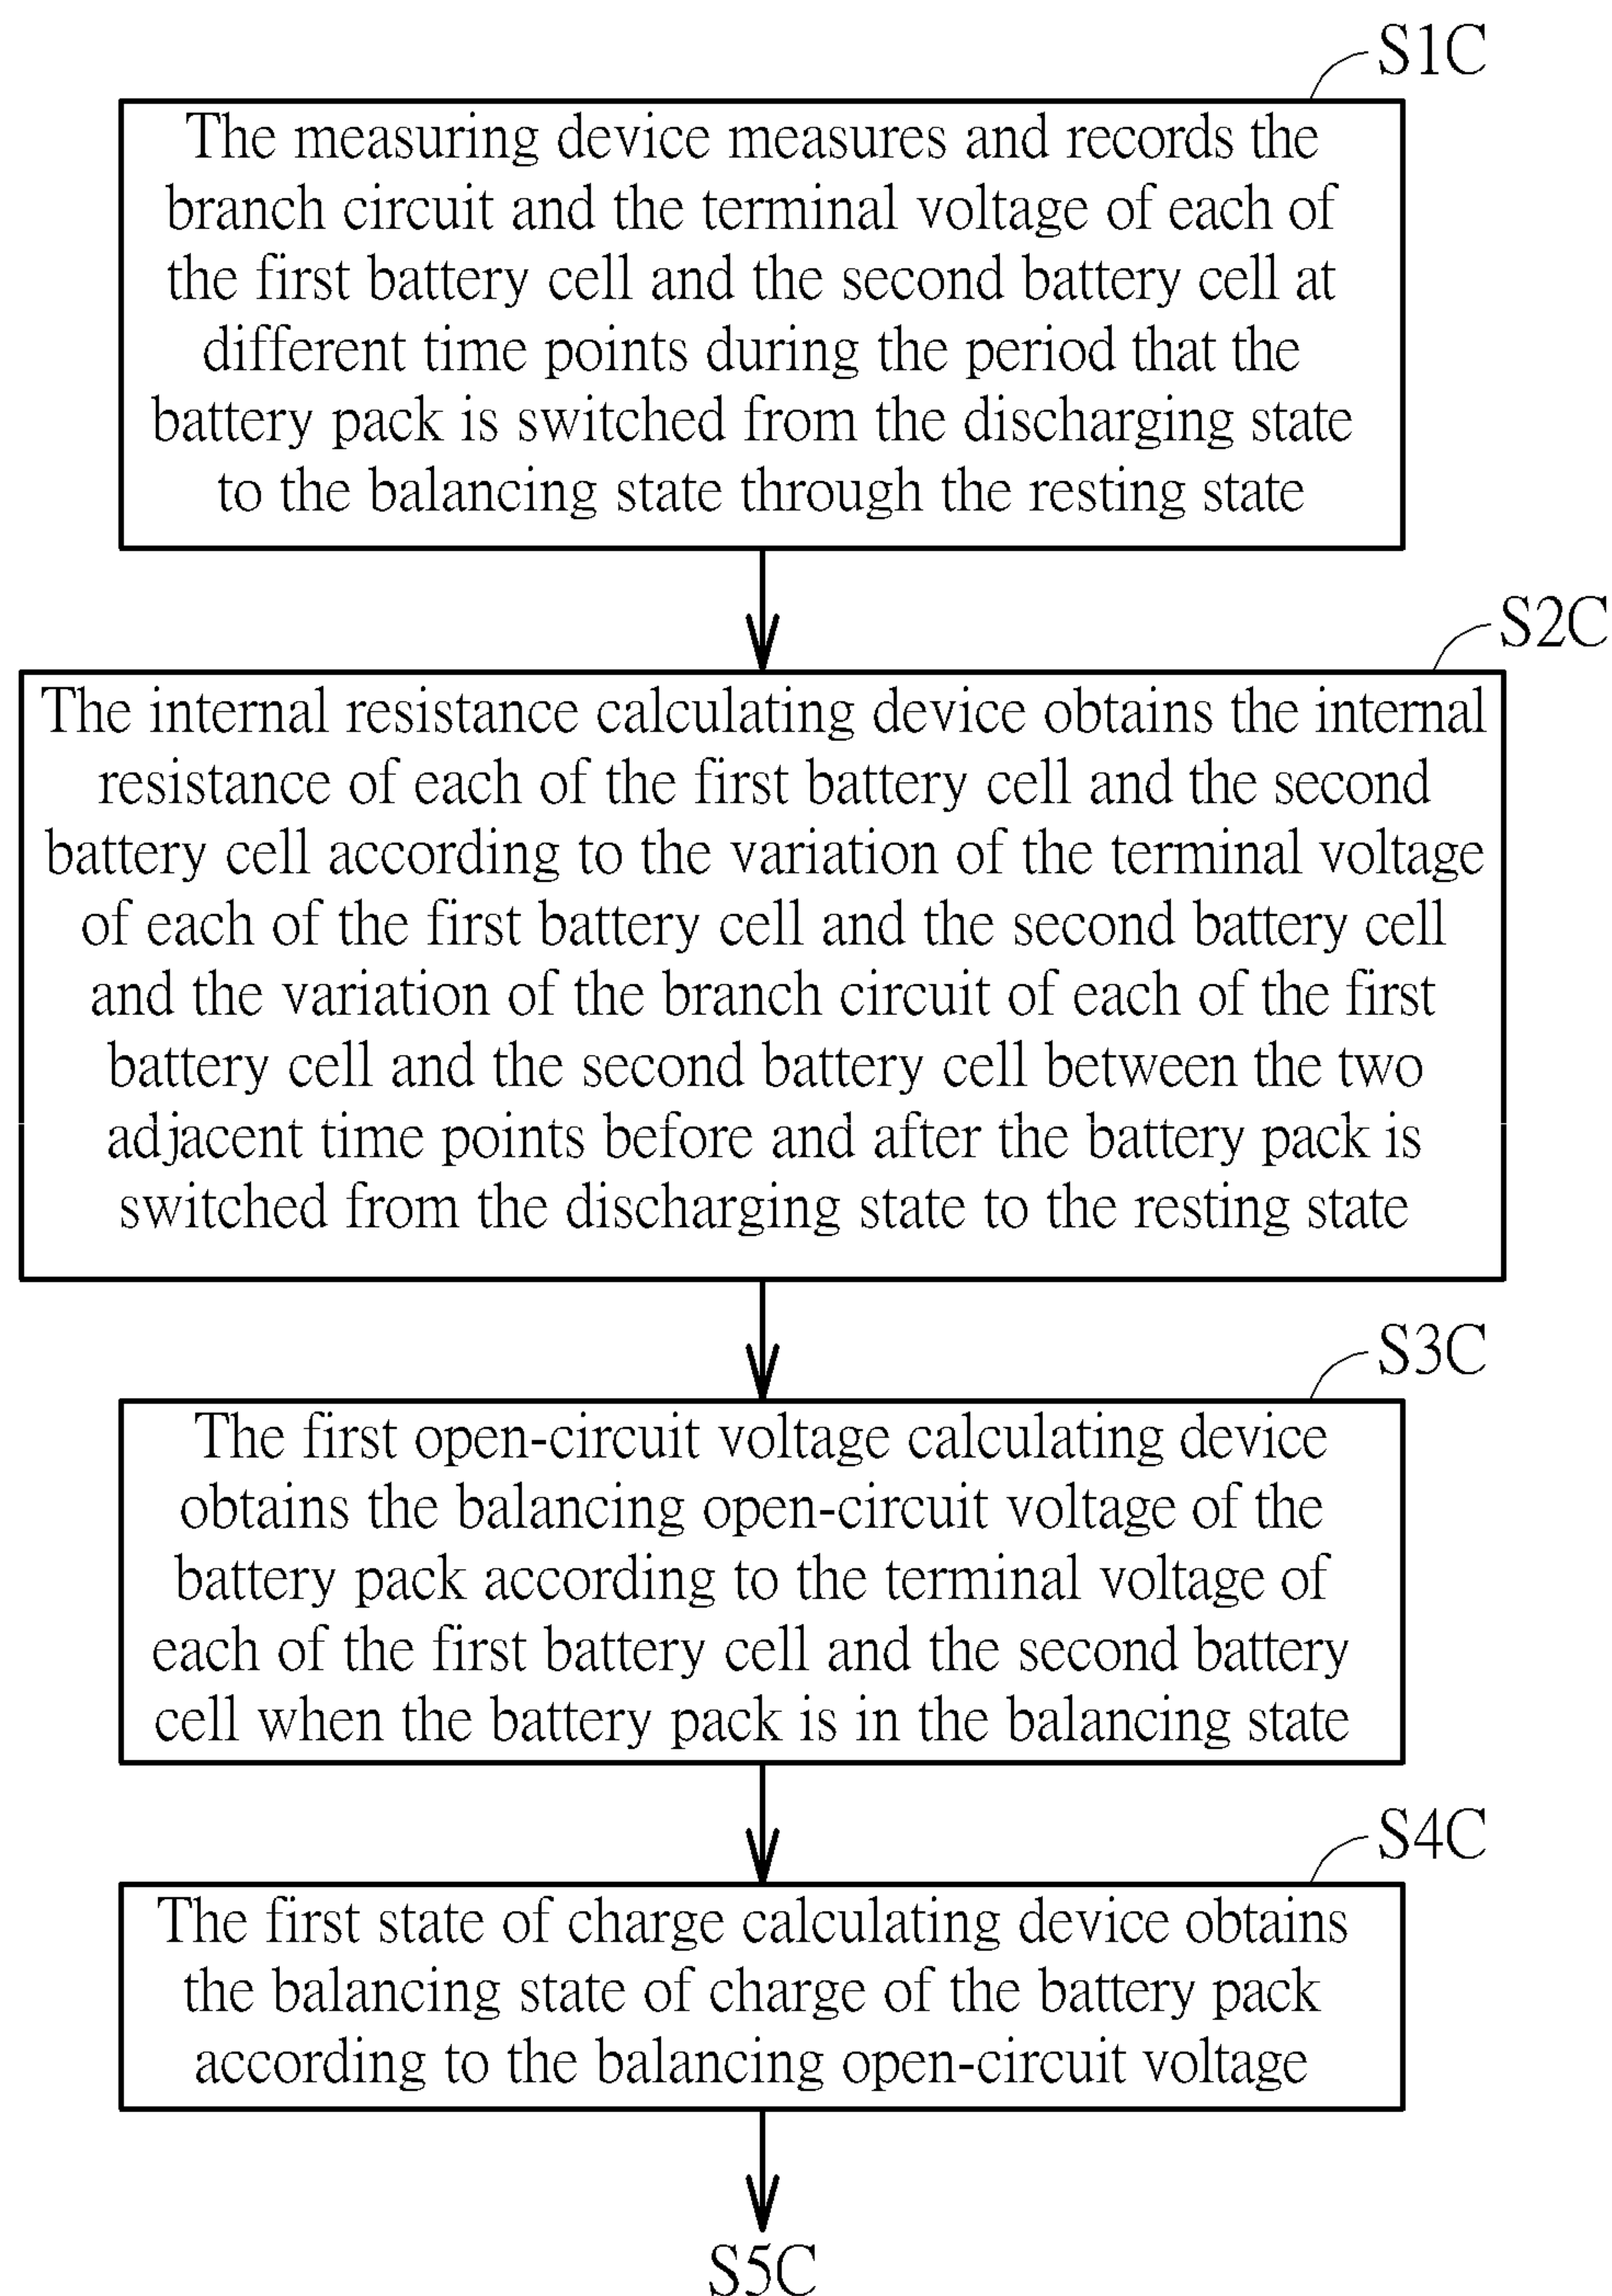 S1C
The measuring device measures and records the
branch circuit and the terminal voltage of each of
the first battery cell and the second battery cell at
different time points during the period that the
battery pack is switched from the discharging state
to the balancing state through the resting state
S2C
The internal resistance calculating device obtains the internal
resistance of each of the first battery cell and the second
battery cell according to the variation of the terminal voltage
of each of the first battery cell and the second battery cell
and the variation of the branch circuit of each of the first
battery cell and the second battery cell between the two
adjacent time points before and after the battery pack is
switched from the discharging state to the resting state
S3C
The first open-circuit voltage calculating device
obtains the balancing open-circuit voltage of the
battery pack according to the terminal voltage of
each of the first battery cell and the second battery
cell when the battery pack is in the balancing state
S4C
The first state of charge calculating device obtains
the balancing state of charge of the battery pack
according to the balancing open-circuit voltage
S5C